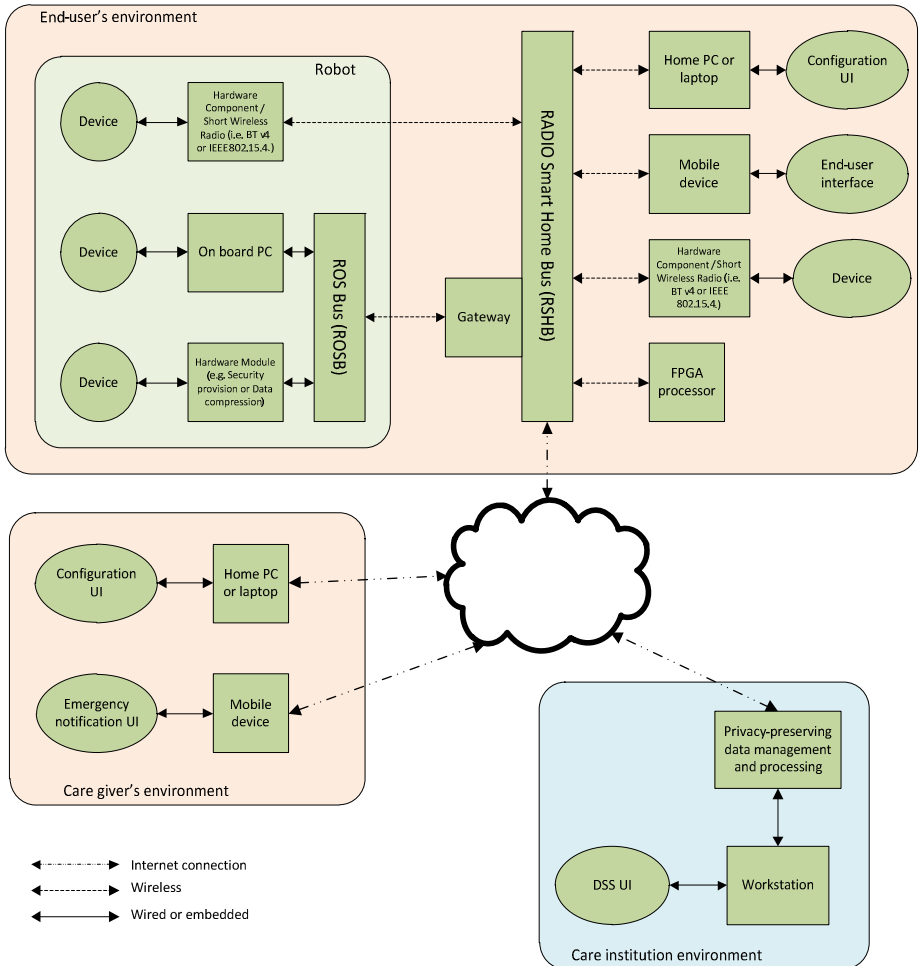 End-user's environment
Robot
Device
Hardware
Component /
Short Wireless
Radio (i.e. BT v4
or IEEE802.15.4.)
Device
On board PC
ROS Bus (ROSB)
Device
Hardware Module
(e.g. Security
provision or Data
compression)
Gateway
RADIO Smart Home Bus (RSHB)
Home PC or
laptop
Configuration
UI
Mobile
device
End-user
interface
Hardware
Component / Short
Wireless Radio (i.e.
BT v4 or IEEE
802.15.4.)
Device
FPGA
processor
Configuration
UI
Home PC
or laptop
Emergency
notification UI
Mobile
device
Care giver's environment
Privacy-preserving
data management
and processing
DSS UI
Workstation
Care institution environment
Internet connection
Wireless
Wired or embedded